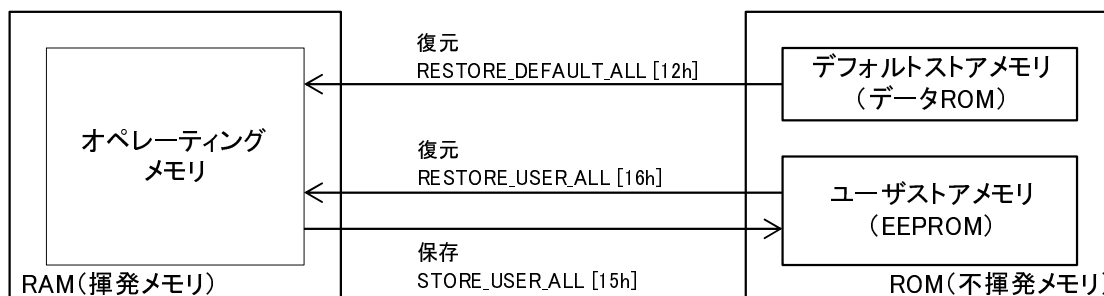 オペレーティング
メモリ
RAM(揮発メモリ)
復元
RESTORE_DEFAULT_ALL [12h]
復元
RESTORE_USER_ALL [16h]
保存
STORE_USER_ALL [15h]
デフォルトストアメモリ
(データROM)
ユーザストアメモリ
(EEPROM)
ROM(不揮発メモリ)